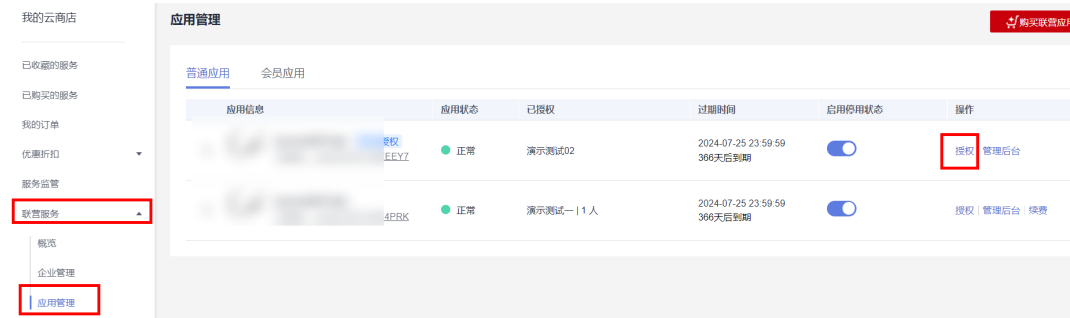 我的云商店
应用管理
购买联营应用
已收藏的服务
普通应用 会员应用
已购买的服务
应用信息 应用状态 已授权 过期时间 启用停用状态 操作
我的订单
优惠折扣
授权
EEY7
正常 演示测试02 2024-07-25 23:59:59
366天后到期
授权 管理后台
服务监管
联营服务
4PRK
正常 演示测试一 | 1 人 2024-07-25 23:59:59
366天后到期
授权 | 管理后台 | 续费
概览
企业管理
应用管理